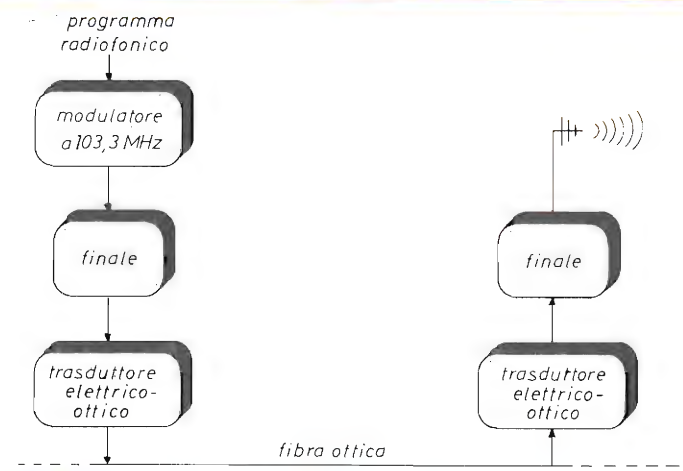 programma
radiofonico
modulatore
a 103,3 MHz
finale
trasduttore
elettrico-
ottico
fibra ottica
finale
trasduttore
elettrico-
ottico